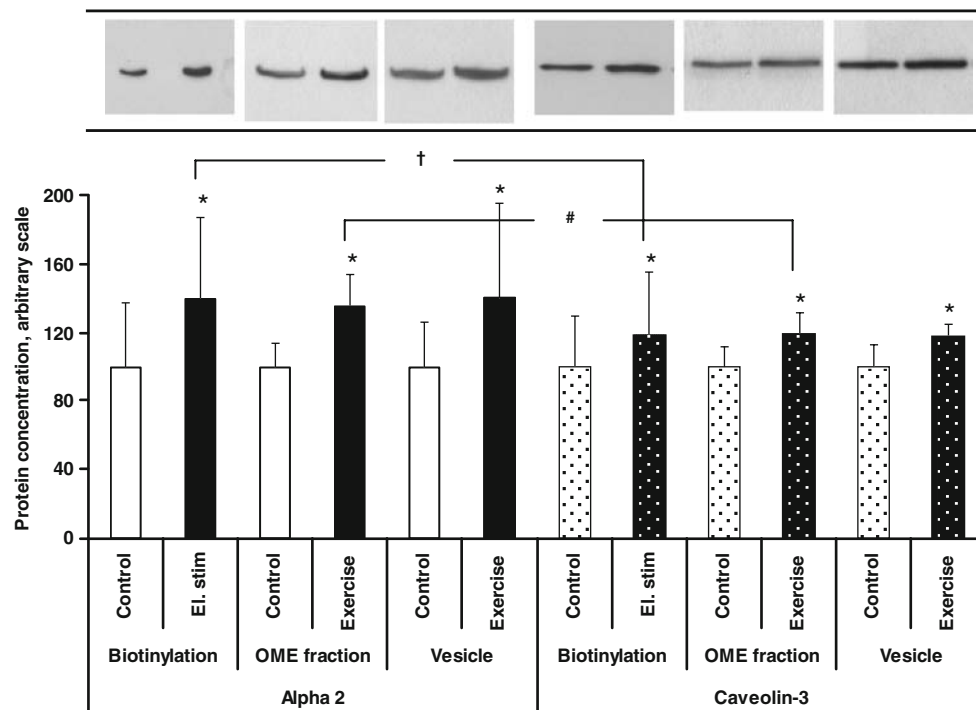 †
#
* * * * * *
Protein concentration, arbitrary scale
200
160
120
80
40
0
Control El. stim Control Exercise Control Exercise Control El. stim Control Exercise Control Exercise
Biotinylation OME fraction Vesicle Biotinylation OME fraction Vesicle
Alpha 2 Caveolin-3